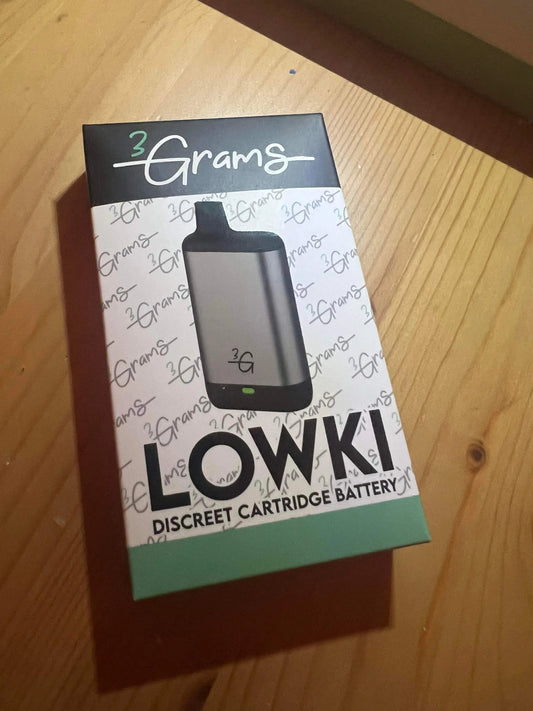 3Grams
3G
LOWKI
DISCREET CARTRIDGE BATTERY